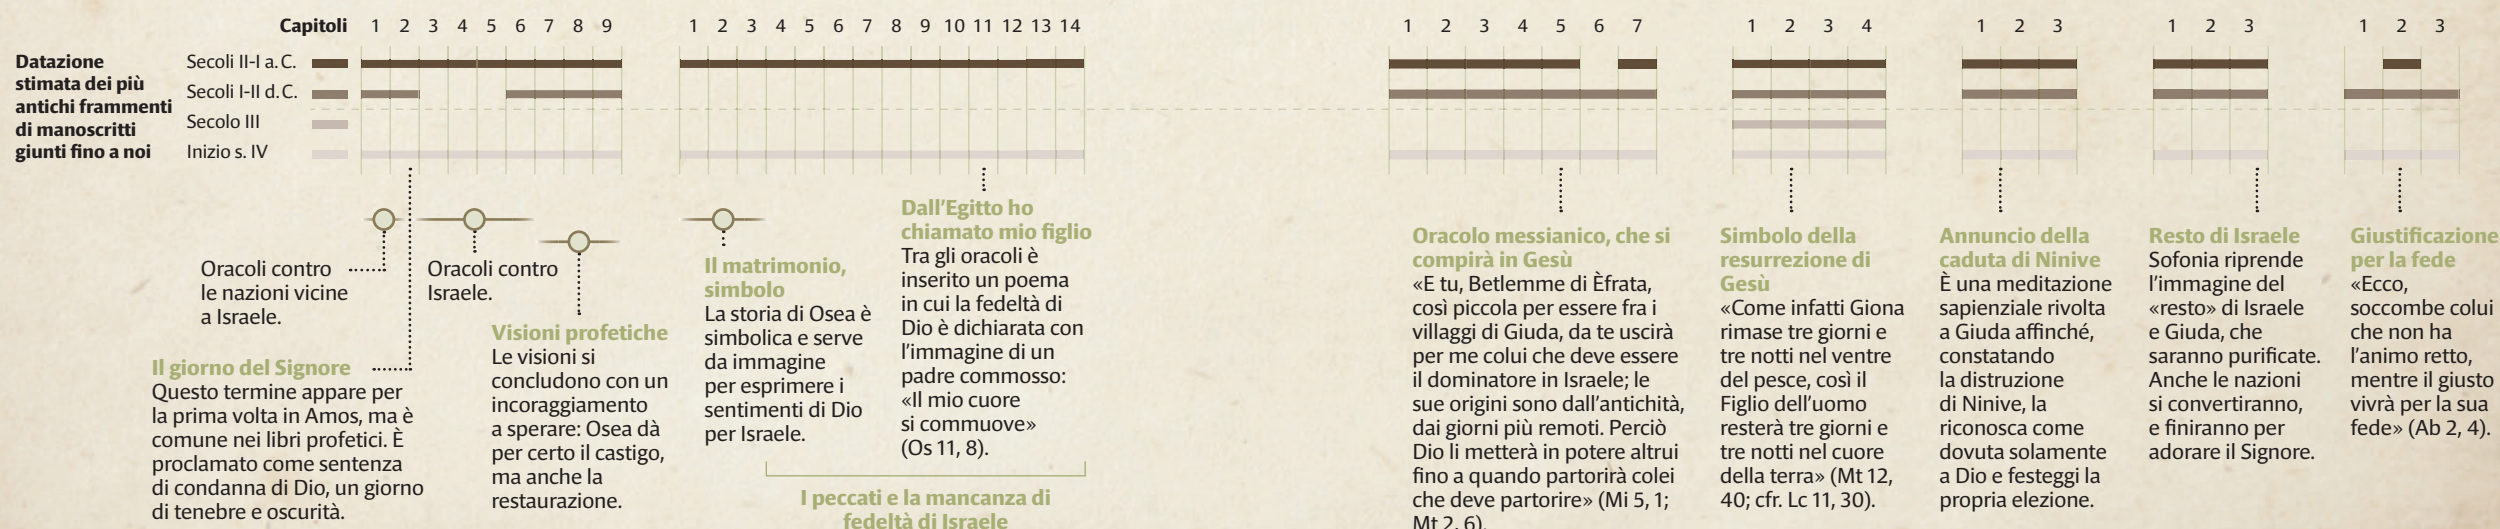 Capitoli 1 2 3 4 5 6 7 8 9
1 2 3 4 5 6 7 8 9 10 11 12 13 14
1 2 3 4 5 6 7
1 2 3 4
1 2 3
1 2 3
1 2 3
Datazione
stimata dei più
antichi frammenti
di manoscritti
giunti fino a noi
Secoli II-I a.C.
Secoli I-II d.C.
Secolo III
Inizio s. IV
Oracoli contro
le nazioni vicine
a Israele.
Oracoli contro
Israele.
Il giorno del Signore
Questo termine appare per
la prima volta in Amos, ma è
comune nei libri profetici. È
proclamato come sentenza
di condanna di Dio, un giorno
di tenebre e oscurità.
Visioni profetiche
Le visioni si
concludono con un
incoraggiamento
a sperare: Osea dà
per certo il castigo,
ma anche la
restaurazione.
Il matrimonio,
simbolo
La storia di Osea è
simbolica e serve
da immagine
per esprimere i
sentimenti di Dio
per Israele.
Dall'Egitto ho
chiamato mio figlio
Tra gli oracoli è
inserito un poema
in cui la fedeltà di
Dio è dichiarata con
l'immagine di un
padre commosso:
«Il mio cuore
si commuove»
(Os 11, 8).
I peccati e la mancanza di
fedeltà di Israele
Oracolo messianico, che si
compirà in Gesù
«E tu, Betlemme di Èfrata,
così piccola per essere fra i
villaggi di Giuda, da te uscirà
per me colui che deve essere
il dominatore in Israele; le
sue origini sono dall'antichità,
dai giorni più remoti. Perciò
Dio li metterà in potere altrui
fino a quando partorirà colei
che deve partorire» (Mi 5, 1;
Mt 2, 6).
Simbolo della
resurrezione di
Gesù
«Come infatti Giona
rimase tre giorni e
tre notti nel ventre
del pesce, così il
Figlio dell'uomo
resterà tre giorni e
tre notti nel cuore
della terra» (Mt 12,
40; cfr. Lc 11, 30).
Annuncio della
caduta di Ninive
È una meditazione
sapienziale rivolta
a Giuda affinché,
constatando
la distruzione
di Ninive, la
riconosca come
dovuta solamente
a Dio e festeggi la
propria elezione.
Resto di Israele
Sofonia riprende
l'immagine del
«resto» di Israele
e Giuda, che
saranno purificate.
Anche le nazioni
si convertiranno,
e finiranno per
adorare il Signore.
Giustificazione
per la fede
«Ecco,
soccombe colui
che non ha
l'animo retto,
mentre il giusto
vivrà per la sua
fede» (Ab 2, 4).